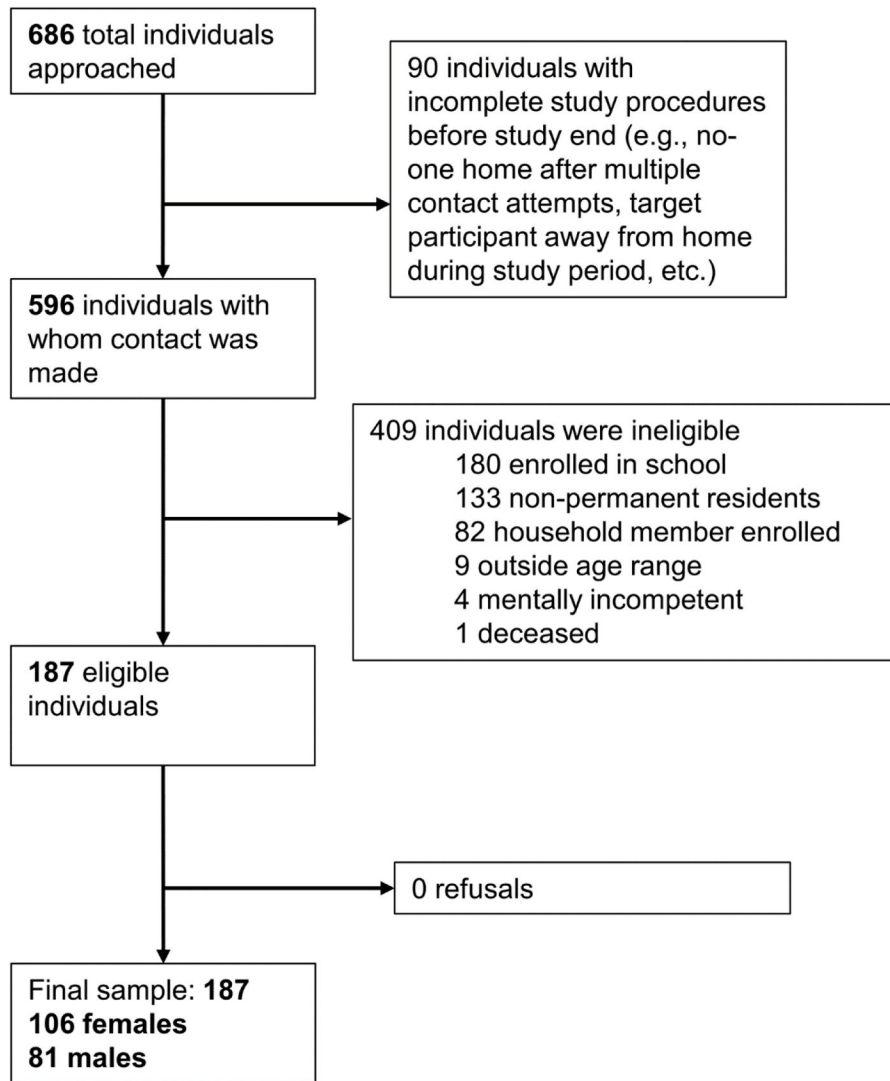 686 total individuals
approached
90 individuals with
incomplete study procedures
before study end (e.g., no-
one home after multiple
contact attempts, target
participant away from home
during study period, etc.)
596 individuals with
whom contact was
made
409 individuals were ineligible
180 enrolled in school
133 non-permanent residents
82 household member enrolled
9 outside age range
4 mentally incompetent
1 deceased
187 eligible
individuals
0 refusals
Final sample: 187
106 females
81 males